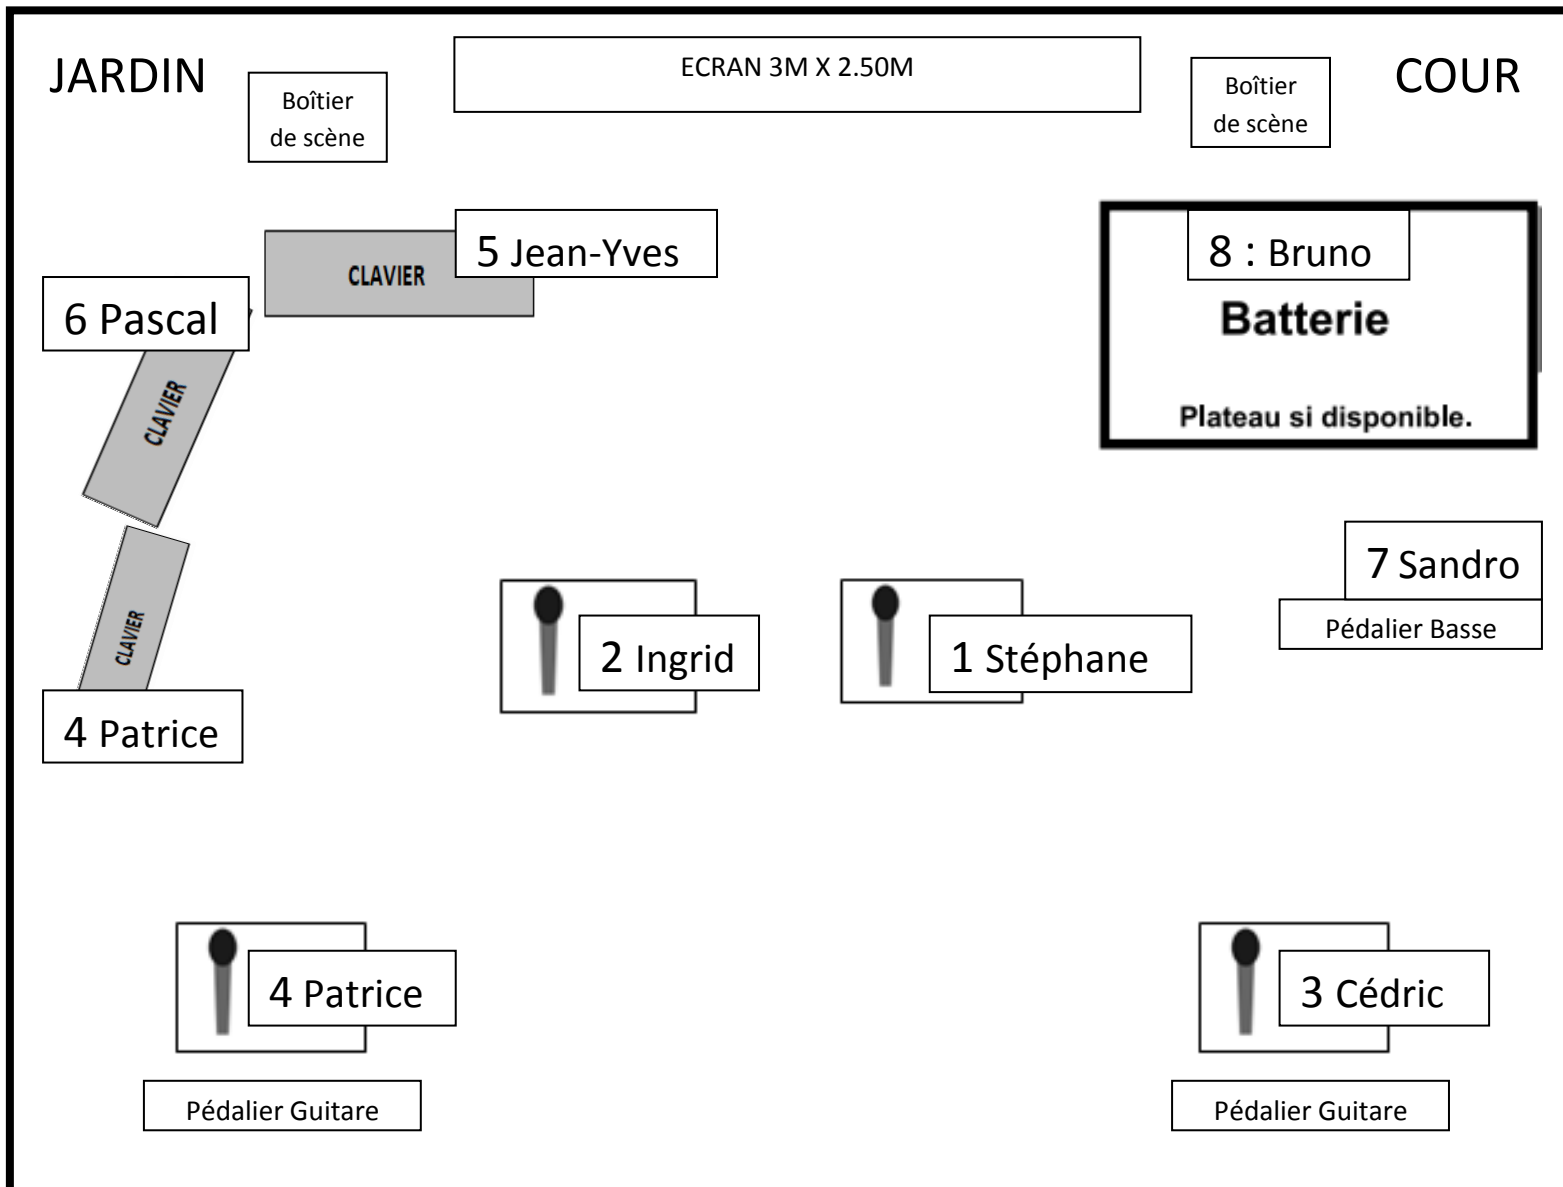 JARDIN
Boîtier
de scène
ECRAN 3M X 2.50M
Boîtier
de scène
COUR
5 Jean-Yves
CLAVIER
6 Pascal
CLAVIER
8 : Bruno
Batterie
Plateau si disponible.
CLAVIER
4 Patrice
2 Ingrid
1 Stéphane
7 Sandro
Pédalier Basse
4 Patrice
Pédalier Guitare
3 Cédric
Pédalier Guitare